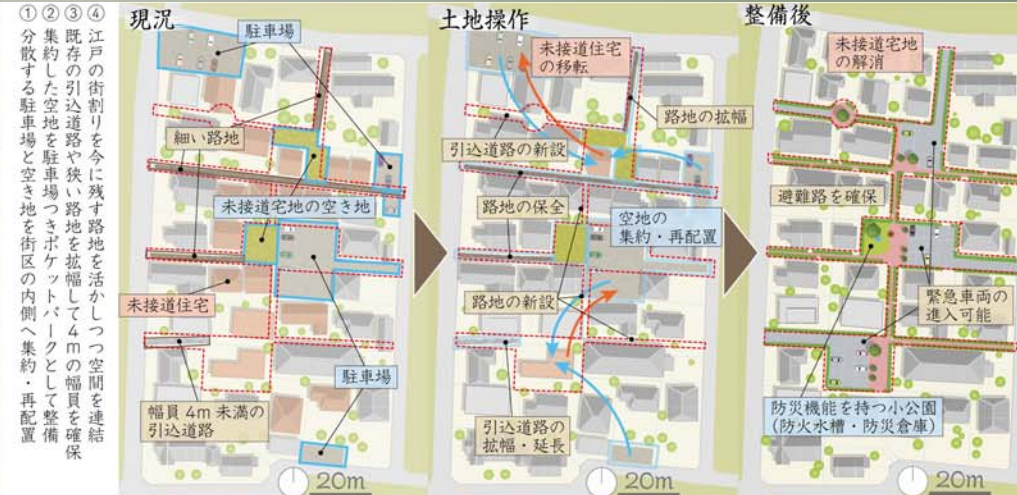 ① 分散する駐車場と空き地を街区の内側へ集約・再配置
② 集約した空地を駐車場つきポケットパークとして整備
③ 既存の引込道路や狭い路地を拡幅して4mの幅員を確保
④ 江戸の街割りを今に残す路地を活かしつつ空間を連結
現況
駐車場
細い路地
未接道宅地の空き地
未接道住宅
駐車場
幅員 4m 未満の
引込道路
20m
土地操作
未接道住宅
の移転
路地の拡幅
引込道路の新設
路地の保全
空地の
集約・再配置
路地の新設
引込道路の
拡幅・延長
20m
整備後
未接道宅地
の解消
避難路を確保
緊急車両の
進入可能
防災機能を持つ小公園
(防火水槽・防災倉庫)
20m